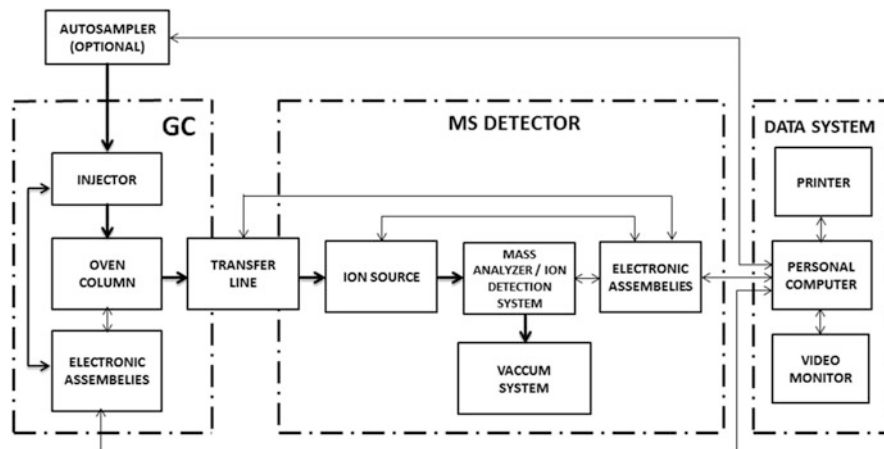 AUTOSAMPLER
(OPTIONAL)
GC
MS DETECTOR
DATA SYSTEM
INJECTOR
PRINTER
OVEN
COLUMN
TRANSFER
LINE
ION SOURCE
MASS
ANALYZER / ION
DETECTION
SYSTEM
ELECTRONIC
ASSEMBELIES
PERSONAL
COMPUTER
ELECTRONIC
ASSEMBELIES
VACCUM
SYSTEM
VIDEO
MONITOR